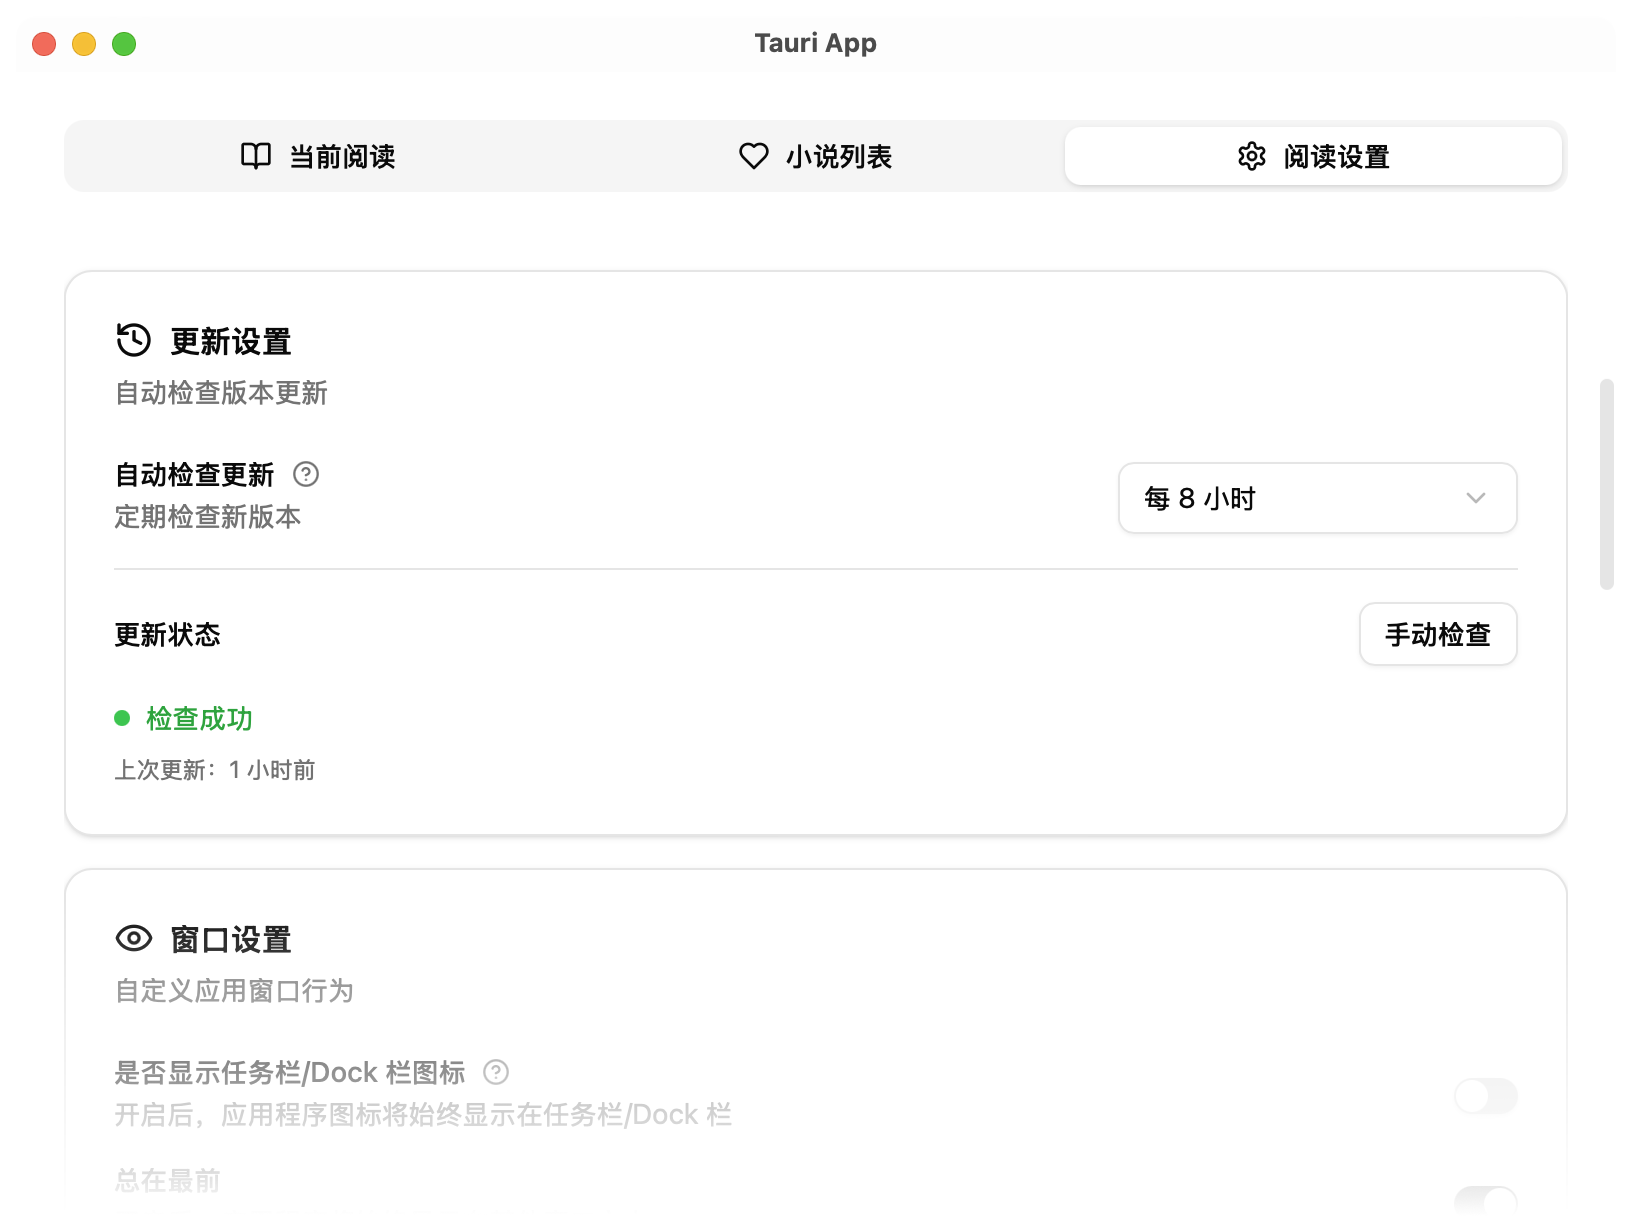 Tauri App
当前阅读 小说列表 阅读设置
更新设置
自动检查版本更新
自动检查更新
定期检查新版本
每 8 小时
更新状态
手动检查
检查成功
上次更新：1 小时前
窗口设置
自定义应用窗口行为
是否显示任务栏/Dock 栏图标
开启后，应用程序图标将始终显示在任务栏/Dock 栏
总在最前